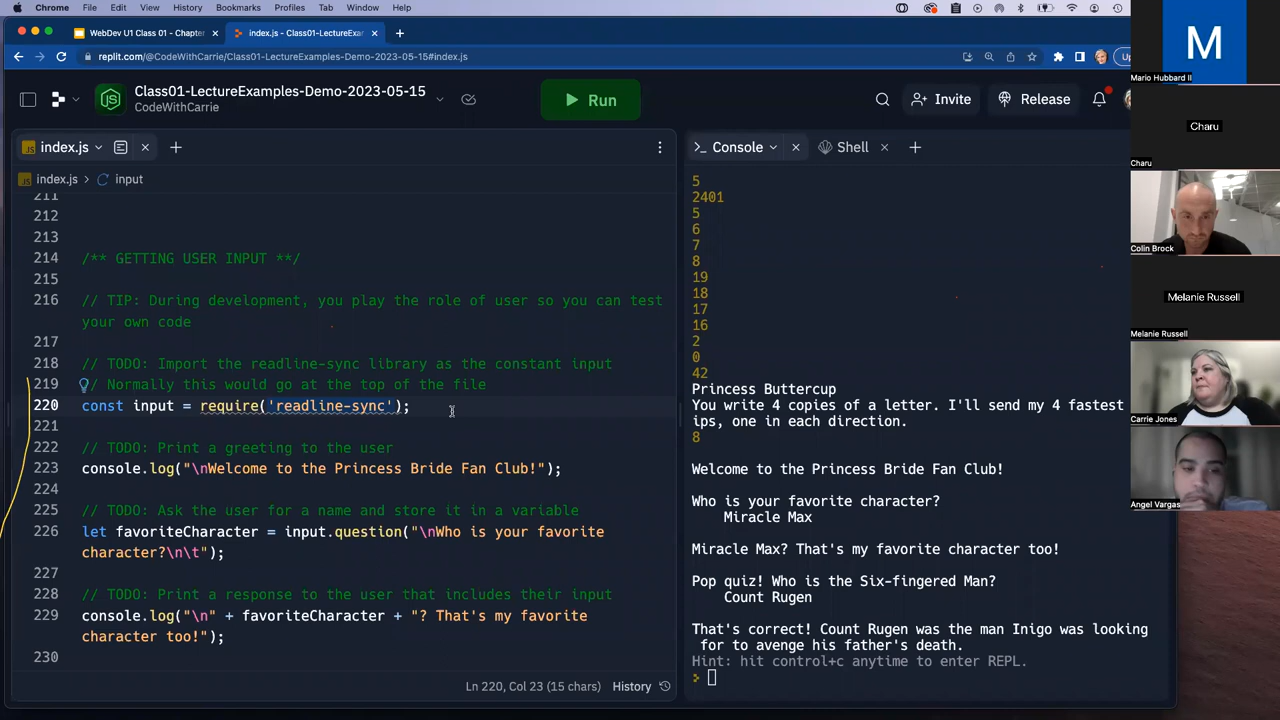 Chrome File Edit View History Bookmarks Profiles Tab Window Help
WebDev U1 Class 01 - Chapter
index.js - Class01-LectureExam
replit.com/@CodeWithCarrie/Class01-LectureExamples-Demo-2023-05-15#index.js
Class01-LectureExamples-Demo-2023-05-15
CodeWithCarrie
Run
Invite
Release
JS index.js
JS index.js > input
211
212
213
214 /** GETTING USER INPUT **/
215
216 // TIP: During development, you play the role of user so you can test
your own code
217
218 // TODO: Import the readline-sync library as the constant input
219 / Normally this would go at the top of the file
220 const input = require('readline-sync');
221
222 // TODO: Print a greeting to the user
223 console.log("\nWelcome to the Princess Bride Fan Club!");
224
225 // TODO: Ask the user for a name and store it in a variable
226 let favoriteCharacter = input.question("\nWho is your favorite
character?\n\t");
227
228 // TODO: Print a response to the user that includes their input
229 console.log("\n" + favoriteCharacter + "? That's my favorite
character too!");
230
Ln 220, Col 23 (15 chars) History
>_ Console
Shell
5
2401
5
6
7
8
19
18
17
16
2
0
42
Princess Buttercup
You write 4 copies of a letter. I'll send my 4 fastest
ips, one in each direction.
8
Welcome to the Princess Bride Fan Club!
Who is your favorite character?
Miracle Max
Miracle Max? That's my favorite character too!
Pop quiz! Who is the Six-fingered Man?
Count Rugen
That's correct! Count Rugen was the man Inigo was looking
for to avenge his father's death.
Hint: hit control+c anytime to enter REPL.
>
M
Mario Hubbard II
Charu
Charu
Colin Brock
Melanie Russell
Melanie Russell
Carrie Jones
Angel Vargas